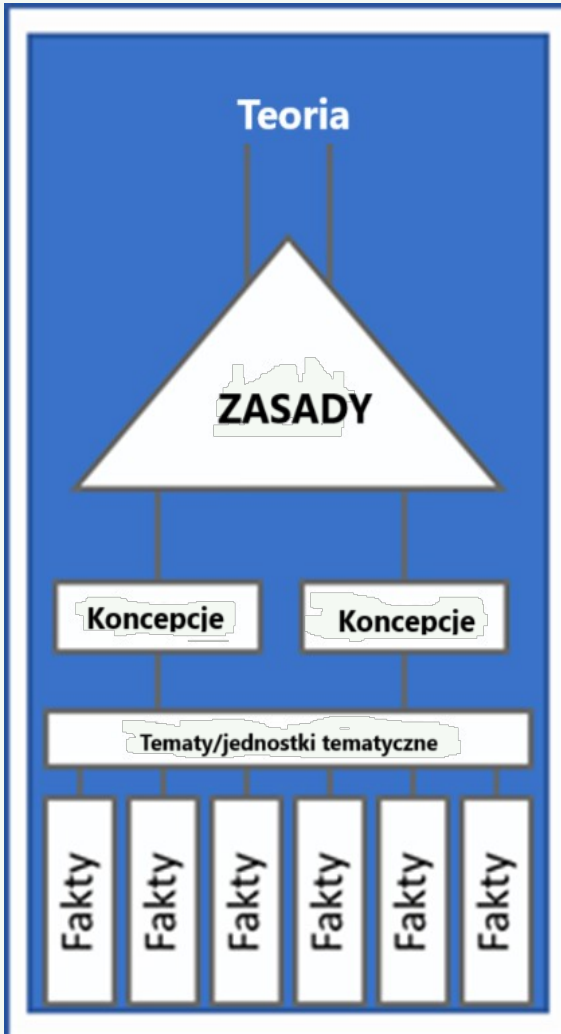 Teoria
ZASADY
Koncepcje
Koncepcje
Tematy/jednostki tematyczne
Fakty
Fakty
Fakty
Fakty
Fakty
Fakty